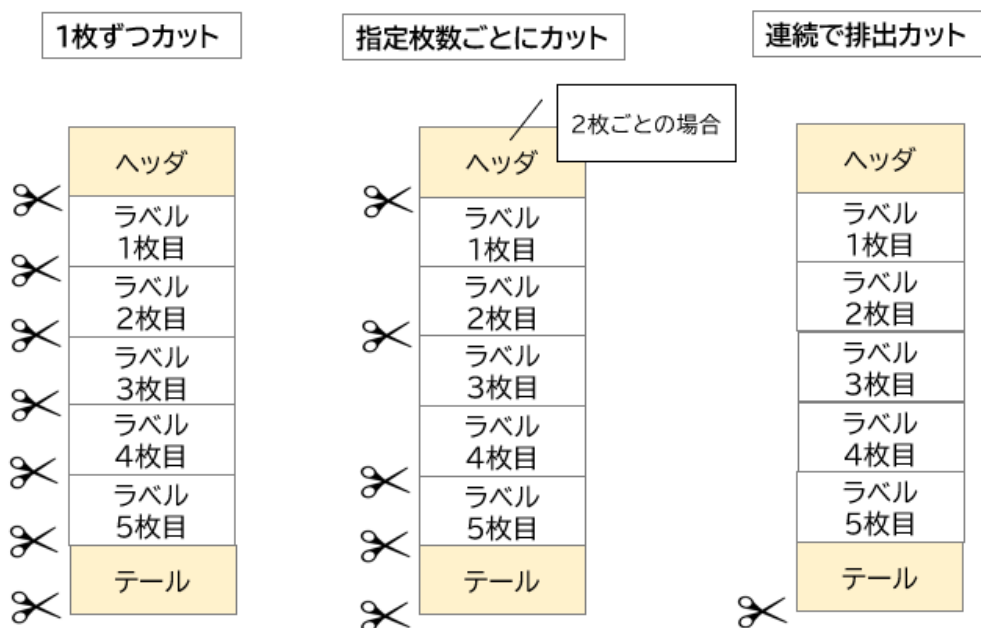 1枚ずつカット
指定枚数ごとにカット
連続で排出カット
ヘッダ
ラベル
1枚目
ラベル
2枚目
ラベル
3枚目
ラベル
4枚目
ラベル
5枚目
テール
2枚ごとの場合
ヘッダ
ラベル
1枚目
ラベル
2枚目
ラベル
3枚目
ラベル
4枚目
ラベル
5枚目
テール
ヘッダ
ラベル
1枚目
ラベル
2枚目
ラベル
3枚目
ラベル
4枚目
ラベル
5枚目
テール